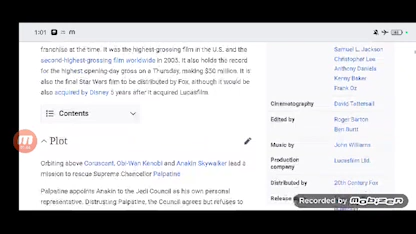 1:01
franchise at the time. It was the highest-grossing film in the U.S. and the
second-highest-grossing film worldwide in 2005. It also holds the
record for the highest opening-day gross on a Thursday, making $50 million. It is
also the final Star Wars film to be distributed by Fox, although it would be
also acquired by Disney 6 years after it acquired Lucasfilm
Contents
Plot
Orbiting above Coruscant, Obi-Wan Kenobi and Anakin Skywalker lead a
mission to rescue Supreme Chancellor Palpatine
Palpatine appoints Anakin to the Jedi Council as his own personal
representative. Distrusting Palpatine, the Council agrees but refuses to
Samuel L. Jackson
Christopher Lee
Anthony Daniels
Kenny Baker
Frank Oz
Cinematography David Tattersall
Edited by Roger Barton
Ben Burtt
Music by John Williams
Production Lucasfilm Ltd.
company
Distributed by 20th Century Fox
Release
Recorded by Mobizen